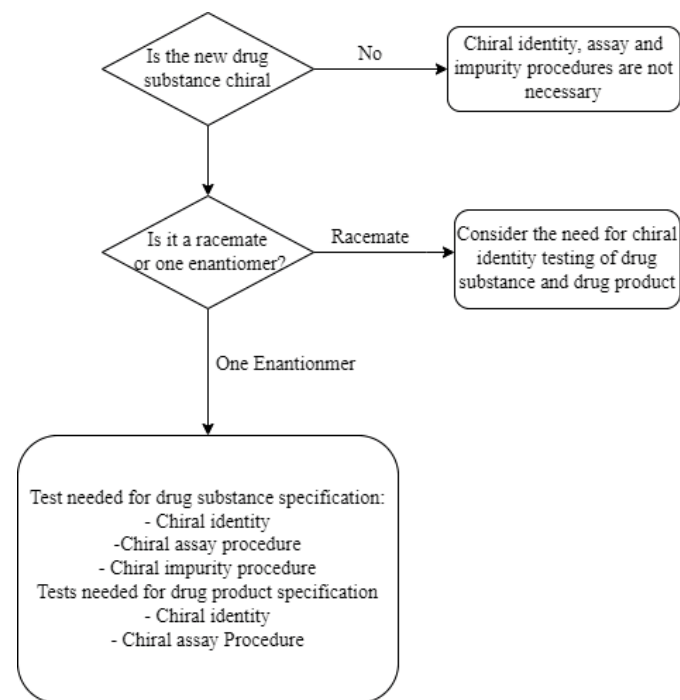 Is the new drug
substance chiral
No
Chiral identity, assay and
impurity procedures are not
necessary
Is it a racemate
or one enantiomer?
Racemate
Consider the need for chiral
identity testing of drug
substance and drug product
One Enantionmer
Test needed for drug substance specification:
- Chiral identity
-Chiral assay procedure
- Chiral impurity procedure
Tests needed for drug product specification
- Chiral identity
- Chiral assay Procedure